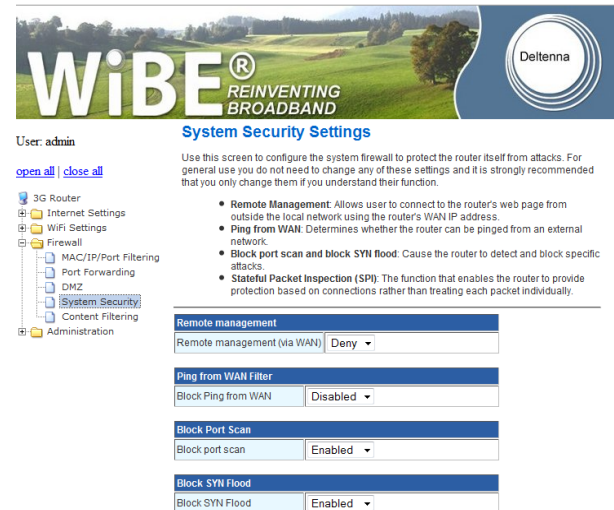 WiBE®
REINVENTING
BROADBAND
Deltenna
User: admin
open all | close all
3G Router
Internet Settings
WiFi Settings
Firewall
MAC/IP/Port Filtering
Port Forwarding
DMZ
System Security
Content Filtering
Administration
System Security Settings
Use this screen to configure the system firewall to protect the router itself from attacks. For
general use you do not need to change any of these settings and it is strongly recommended
that you only change them if you understand their function.
• Remote Management: Allows user to connect to the router's web page from
outside the local network using the router's WAN IP address.
• Ping from WAN: Determines whether the router can be pinged from an external
network.
• Block port scan and block SYN flood: Cause the router to detect and block specific
attacks.
• Stateful Packet Inspection (SPI): The function that enables the router to provide
protection based on connections rather than treating each packet individually.
Remote management
Remote management (via WAN) Deny
Ping from WAN Filter
Block Ping from WAN Disabled
Block Port Scan
Block port scan Enabled
Block SYN Flood
Block SYN Flood Enabled